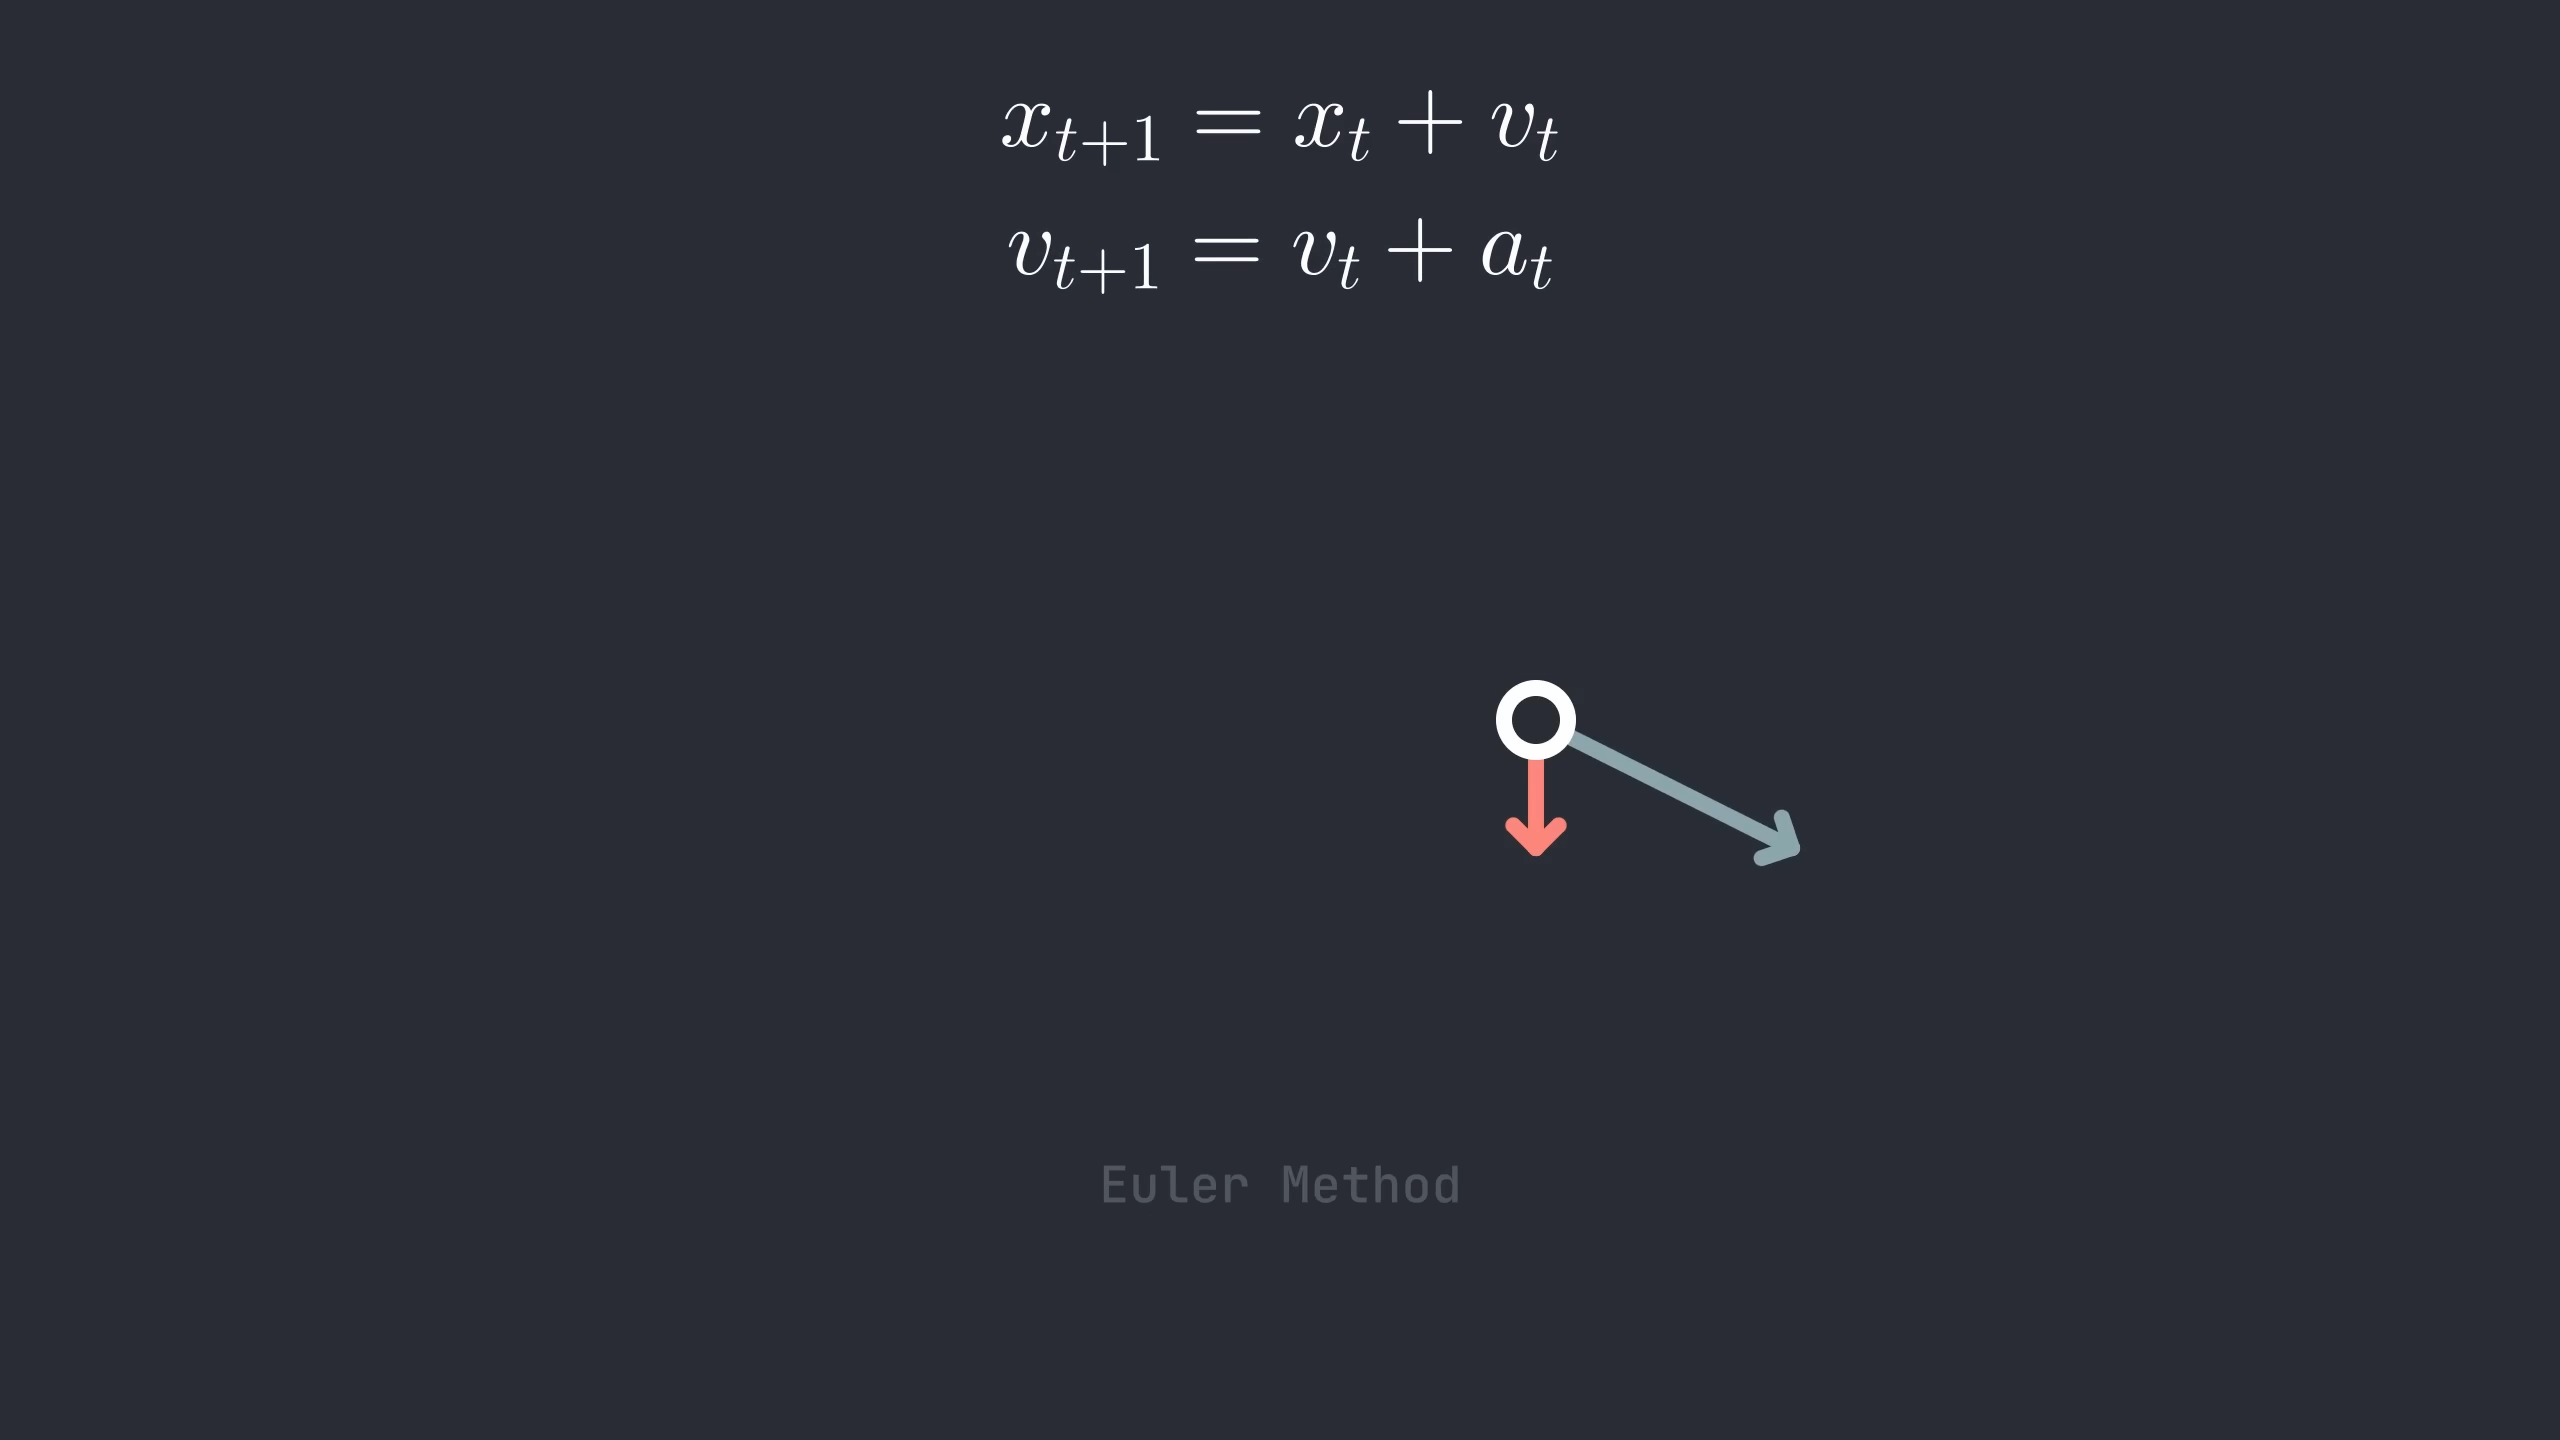 x_{t+1} = x_t + v_t
v_{t+1} = v_t + a_t
Euler Method